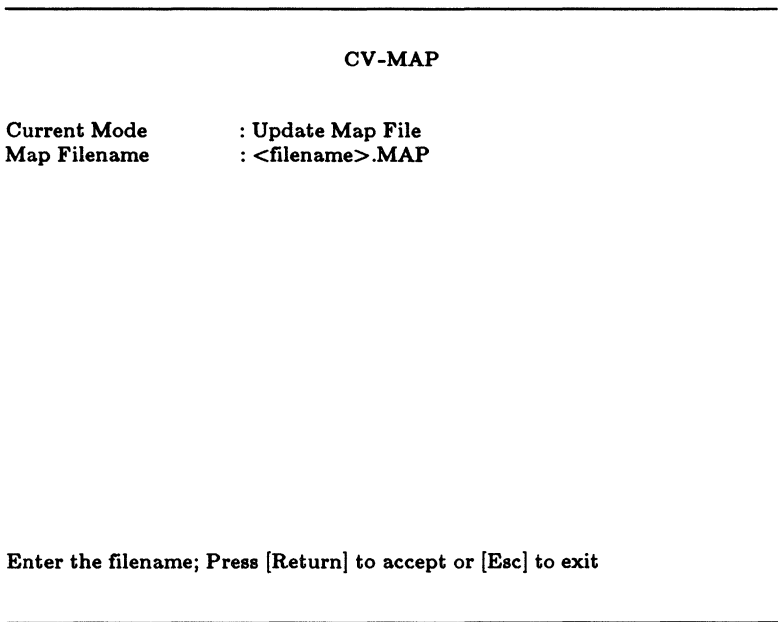 CV-MAP
Current Mode : Update Map File
Map Filename : <filename>.MAP
Enter the filename; Press [Return] to accept or [Esc] to exit